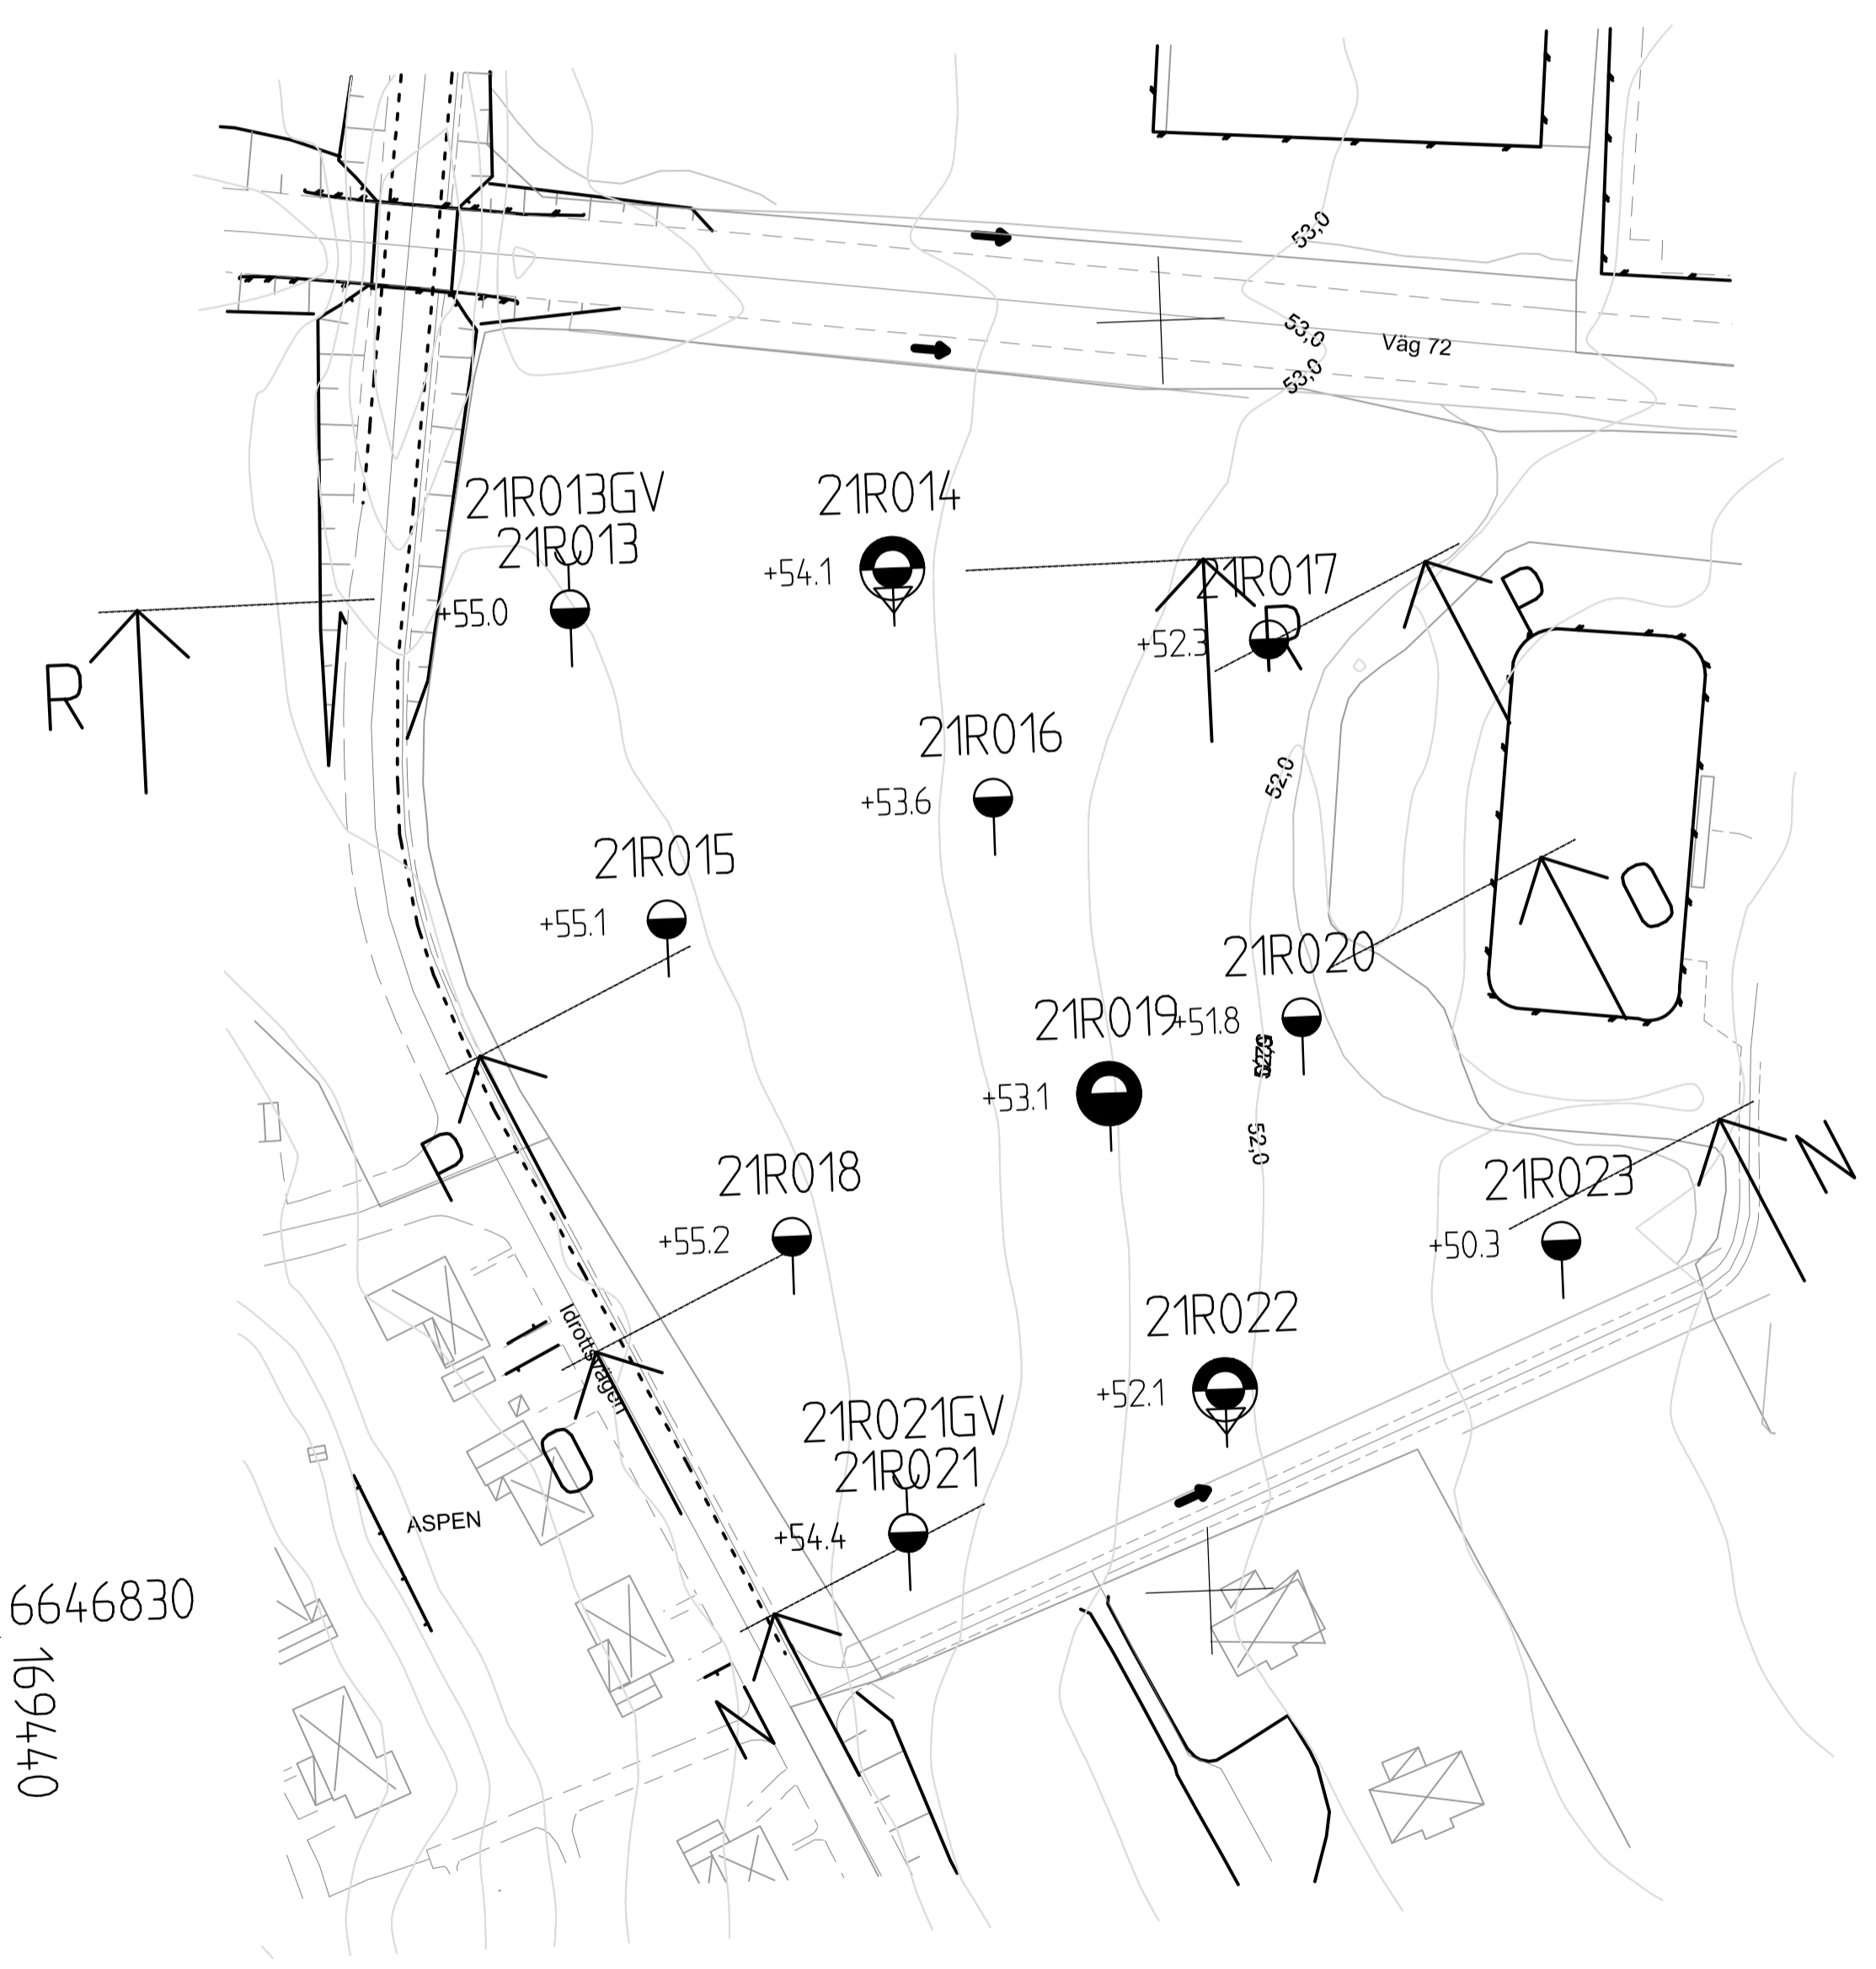 53,0
53,0
Väg 72
53,0
21R013GV
21R014
21R013
+54.1
21R017
P
+55.0
R
+52.3
R
21R016
52,0
+53.6
21R015
O
+55.1
21R020
21R019
+51.8
+53.1
52,0
P
N
21R018
21R023
+55.2
+50.3
21R022
Idrottsvägen
+52.1
21R021GV
O
21R021
ASPEN
+54.4
6646830
169440
N